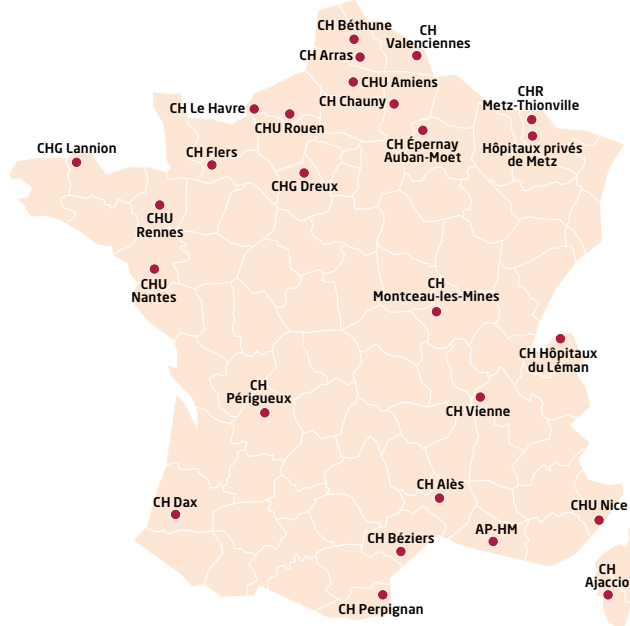 CH Béthune
CH
Valenciennes
CH Arras
CHU Amiens
CH Chauny
CHR
Metz-Thionville
CH Le Havre
CHU Rouen
CH Épernay
Auban-Moet
Hôpitaux privés
de Metz
CHG Lannion
CH Flers
CHG Dreux
CHU
Rennes
CHU
Nantes
CH
Montceau-les-Mines
CH Hôpitaux
du Léman
CH
Périgueux
CH Vienne
CH Alès
CH Dax
CHU Nice
AP-HM
CH Béziers
CH
Ajaccio
CH Perpignan